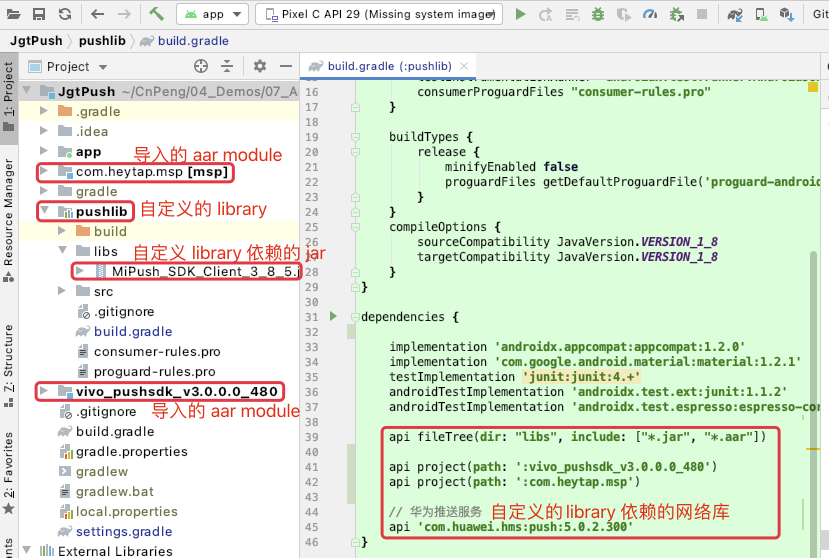 app
Pixel C API 29 (Missing system image)
Git
JgtPush
pushlib
build.gradle
Project
build.gradle (:pushlib)
1: Project
Resource Manager
Z: Structure
2: Favorites
JgtPush ~/CnPeng/04_Demos/07_A
.gradle
.idea
app
导入的 aar module
com.heytap.msp [msp]
gradle
pushlib
自定义的 library
build
libs
自定义 library 依赖的 jar
MiPush_SDK_Client_3_8_5.j
src
.gitignore
build.gradle
consumer-rules.pro
proguard-rules.pro
vivo_pushsdk_v3.0.0.0_480
.gitignore
导入的 aar module
build.gradle
gradle.properties
gradlew
gradlew.bat
local.properties
settings.gradle
External Libraries
16 consumerProguardFiles "consumer-rules.pro"
17 }
18
19 buildTypes {
20 release {
21 minifyEnabled false
22 proguardFiles getDefaultProguardFile('proguard-android
23 }
24 }
25 compileOptions {
26 sourceCompatibility JavaVersion.VERSION_1_8
27 targetCompatibility JavaVersion.VERSION_1_8
28 }
29 }
30
31 dependencies {
32
33 implementation 'androidx.appcompat:appcompat:1.2.0'
34 implementation 'com.google.android.material:material:1.2.1'
35 testImplementation 'junit:junit:4.+'
36 androidTestImplementation 'androidx.test.ext:junit:1.1.2'
37 androidTestImplementation 'androidx.test.espresso:espresso-cor
38
39 api fileTree(dir: "libs", include: ["*.jar", "*.aar"])
40
41 api project(path: ':vivo_pushsdk_v3.0.0.0_480')
42 api project(path: ':com.heytap.msp')
43
44 // 华为推送服务
自定义的library 依赖的网络库
45 api 'com.huawei.hms:push:5.0.2.300'
46 }